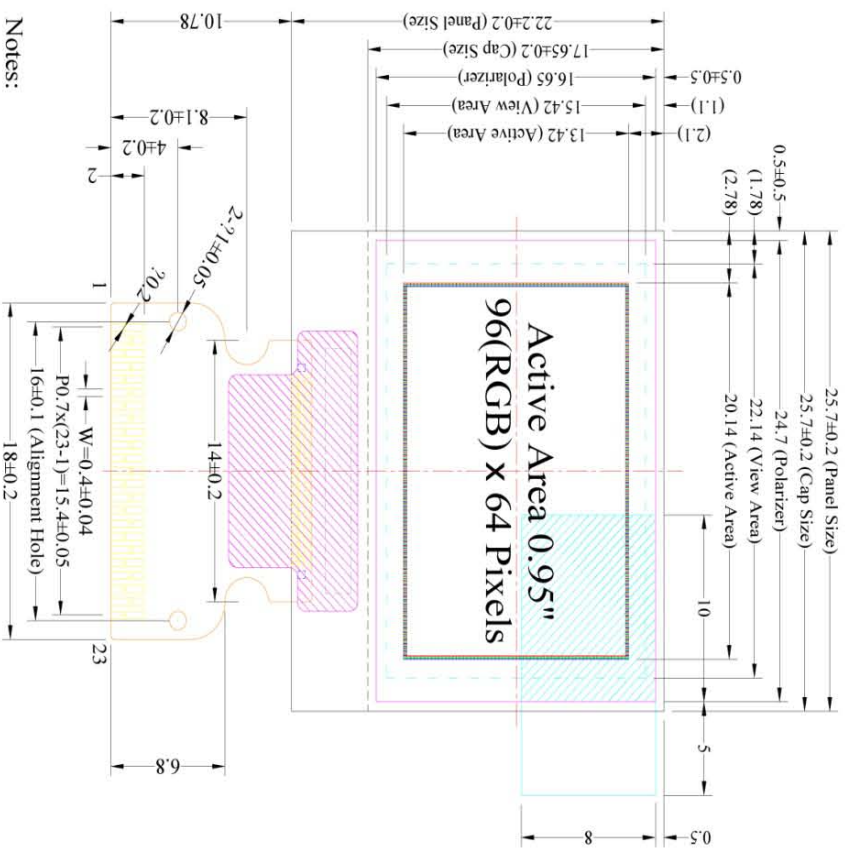 25.7±0.2 (Panel Size)
25.7±0.2 (Cap Size)
24.7 (Polarizer)
22.14 (View Area)
20.14 (Active Area)
0.5±0.5
(1.78)
(2.78)
10
5
22.2±0.2 (Panel Size)
17.65±0.2 (Cap Size)
16.65 (Polarizer)
15.42 (View Area)
13.42 (Active Area)
0.5±0.5
(1.1)
(2.1)
10.78
8.1±0.2
4±0.2
2
Active Area 0.95"
96(RGB) x 64 Pixels
0.5
8
6.8
14±0.2
2-?1±0.05
?0.2
1
23
W=0.4±0.04
P0.7x(23-1)=15.4±0.05
16±0.1 (Alignment Hole)
18±0.2
Notes: